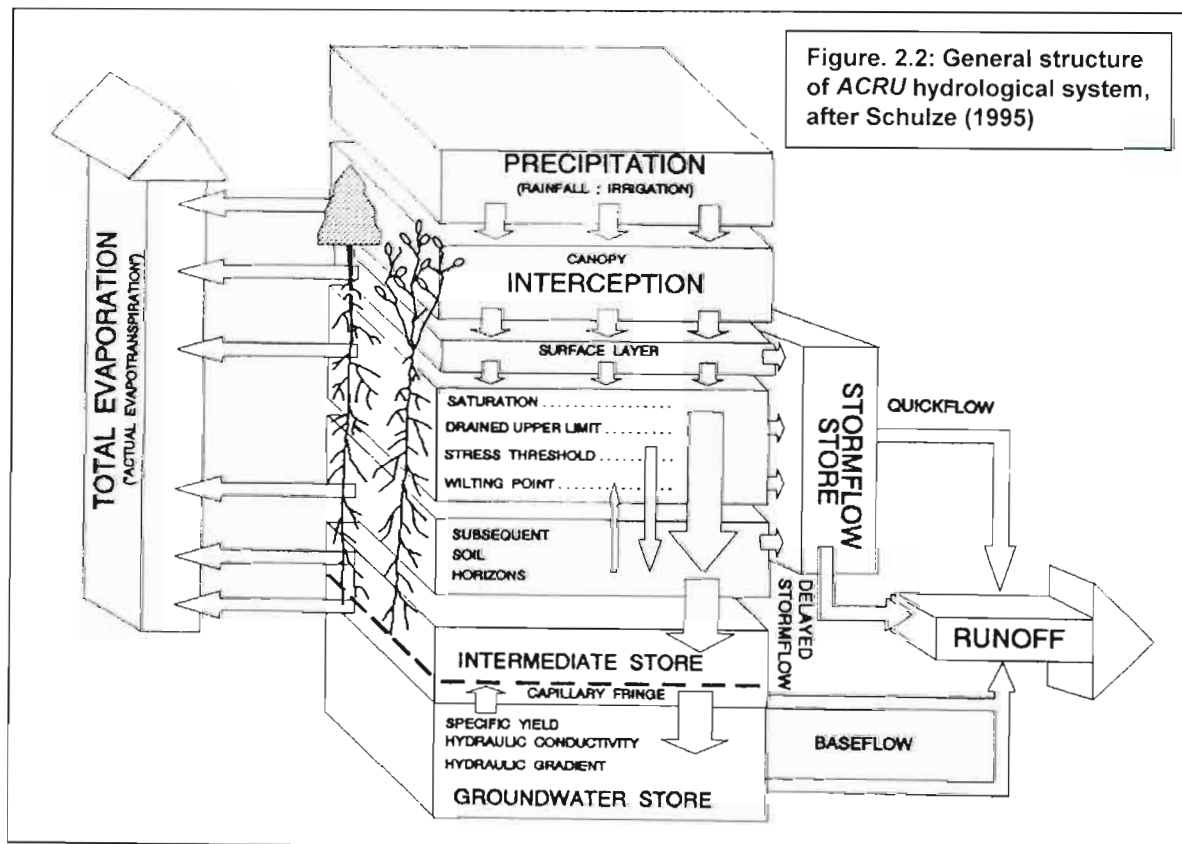 Figure. 2.2: General structure
of ACRU hydrological system,
after Schulze (1995)
PRECIPITATION
(RAINFALL ; IRRIGATION)
CANOPY
INTERCEPTION
SURFACE LAYER
SATURATION ....................
DRAINED UPPER LIMIT ............
STRESS THRESHOLD ..............
WILTING POINT ..................
SUBSEQUENT
SOIL
HORIZONS
INTERMEDIATE STORE
CAPILLARY FRINGE
SPECIFIC YIELD
HYDRAULIC CONDUCTIVITY
HYDRAULIC GRADIENT
GROUNDWATER STORE
TOTAL EVAPORATION
('ACTUAL EVAPOTRANSPIRATION')
STORMFLOW
STORE
QUICKFLOW
DELAYED
STORMFLOW
RUNOFF
BASEFLOW